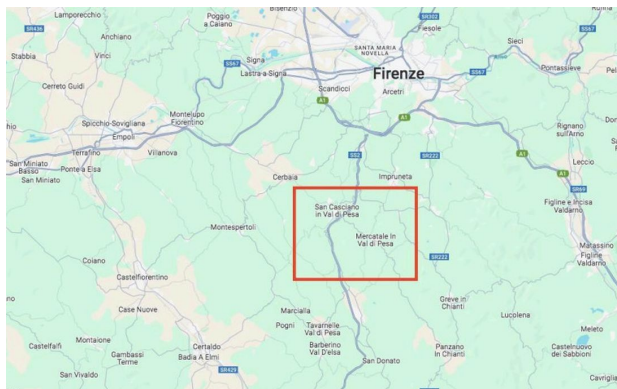 Lamporecchio
Poggio
a Caiano
Bisenzio
SR302
Fiesole
Rufina
SR436
Anchiano
Vinci
Stabbia
SS67
Signa
Lastra a Signa
SANTA MARIA
NOVELLA
Firenze
Sieci
SS67
Pontassieve
SS67
Cerreto Guidi
Scandicci
Arcetri
A1
A1
Spicchio-Sovigliana
Montelupo
Fiorentino
Empoli
Terrafino
Villanova
Rignano
sull'Arno
San Miniato
Basso
Ponte a Elsa
San Miniato
SS2
SR222
A1
Leccio
A1
SR69
Cerbaia
Impruneta
Figline e Incisa
Valdarno
San Casciano
in Val di Pesa
Montespertoli
Mercatale In
Val di Pesa
SR222
Matassino
Figline
Valdarno
Coiano
Castelfiorentino
Case Nuove
Greve in
Chianti
Lucolena
Marcialla
Pogni
Tavarnelle
Val di Pesa
Meleto
Castelfalfi
Montaione
Certaldo
Barberino
Val D'elsa
Panzano
In Chianti
Castelnuovo
dei Sabbioni
Gambassi
Terme
Badia A Elmi
San Donato
San Vivaldo
SR429
Cavriglia